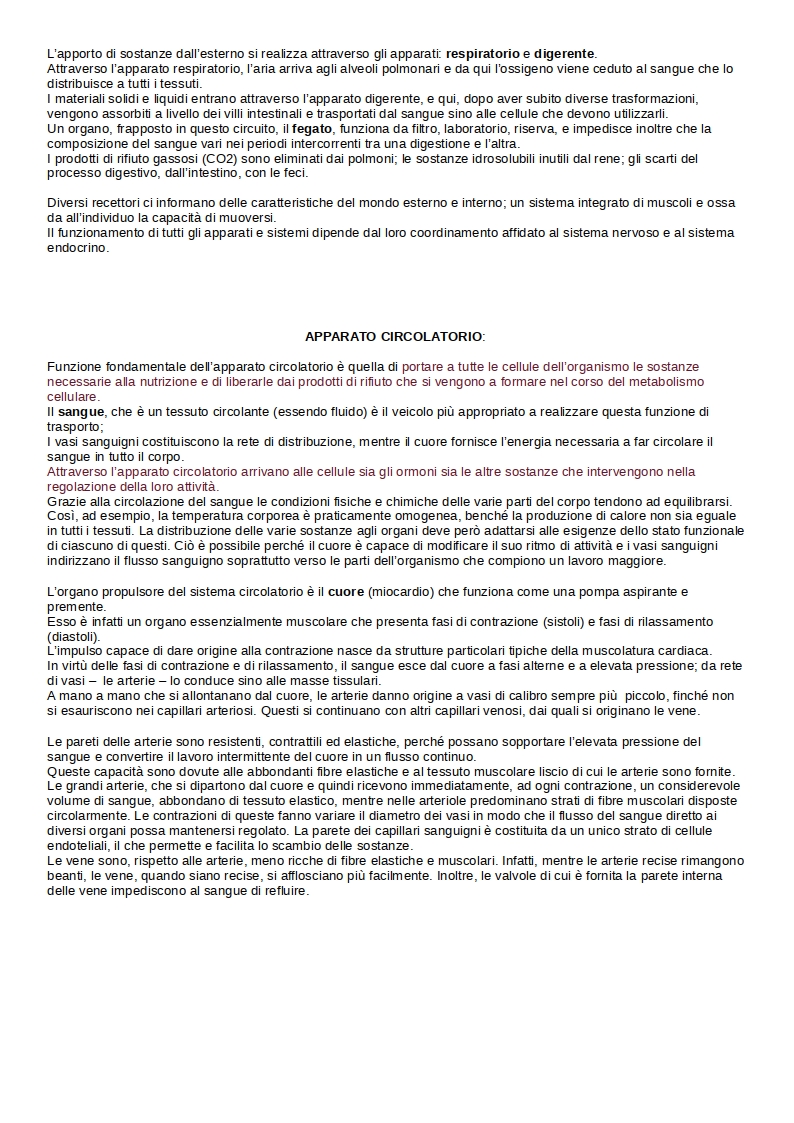 L’apporto di sostanze dall’esterno si realizza attraverso gli apparati: respiratorio e digerente.
Attraverso l’apparato respiratorio, l’aria arriva agli alveoli polmonari e da qui l’ossigeno viene ceduto al sangue che lo
distribuisce a tutti i tessuti.
I materiali solidi e liquidi entrano attraverso l’apparato digerente, e qui, dopo aver subito diverse trasformazioni,
vengono assorbiti a livello dei villi intestinali e trasportati dal sangue sino alle cellule che devono utilizzarli.
Un organo, frapposto in questo circuito, il fegato, funziona da filtro, laboratorio, riserva, e impedisce inoltre che la
composizione del sangue vari nei periodi intercorrenti tra una digestione e l’altra.
I prodotti di rifiuto gassosi (CO2) sono eliminati dai polmoni; le sostanze idrosolubili inutili dal rene; gli scarti del
processo digestivo, dall’intestino, con le feci.
Diversi recettori ci informano delle caratteristiche del mondo esterno e interno; un sistema integrato di muscoli e ossa
da all’individuo la capacità di muoversi.
Il funzionamento di tutti gli apparati e sistemi dipende dal loro coordinamento affidato al sistema nervoso e al sistema
endocrino.
APPARATO CIRCOLATORIO:
Funzione fondamentale dell’apparato circolatorio è quella di portare a tutte le cellule dell’organismo le sostanze
necessarie alla nutrizione e di liberarle dai prodotti di rifiuto che si vengono a formare nel corso del metabolismo
cellulare.
Il sangue, che è un tessuto circolante (essendo fluido) è il veicolo più appropriato a realizzare questa funzione di
trasporto;
I vasi sanguigni costituiscono la rete di distribuzione, mentre il cuore fornisce l’energia necessaria a far circolare il
sangue in tutto il corpo.
Attraverso l’apparato circolatorio arrivano alle cellule sia gli ormoni sia le altre sostanze che intervengono nella
regolazione della loro attività.
Grazie alla circolazione del sangue le condizioni fisiche e chimiche delle varie parti del corpo tendono ad equilibrarsi.
Così, ad esempio, la temperatura corporea è praticamente omogenea, benché la produzione di calore non sia eguale
in tutti i tessuti. La distribuzione delle varie sostanze agli organi deve però adattarsi alle esigenze dello stato funzionale
di ciascuno di questi. Ciò è possibile perché il cuore è capace di modificare il suo ritmo di attività e i vasi sanguigni
indirizzano il flusso sanguigno soprattutto verso le parti dell’organismo che compiono un lavoro maggiore.
L’organo propulsore del sistema circolatorio è il cuore (miocardio) che funziona come una pompa aspirante e
premente.
Esso è infatti un organo essenzialmente muscolare che presenta fasi di contrazione (sistoli) e fasi di rilassamento
(diastoli).
L’impulso capace di dare origine alla contrazione nasce da strutture particolari tipiche della muscolatura cardiaca.
In virtù delle fasi di contrazione e di rilassamento, il sangue esce dal cuore a fasi alterne e a elevata pressione; da rete
di vasi – le arterie – lo conduce sino alle masse tissulari.
A mano a mano che si allontanano dal cuore, le arterie danno origine a vasi di calibro sempre più piccolo, finché non
si esauriscono nei capillari arteriosi. Questi si continuano con altri capillari venosi, dai quali si originano le vene.
Le pareti delle arterie sono resistenti, contrattili ed elastiche, perché possano sopportare l’elevata pressione del
sangue e convertire il lavoro intermittente del cuore in un flusso continuo.
Queste capacità sono dovute alle abbondanti fibre elastiche e al tessuto muscolare liscio di cui le arterie sono fornite.
Le grandi arterie, che si dipartono dal cuore e quindi ricevono immediatamente, ad ogni contrazione, un considerevole
volume di sangue, abbondano di tessuto elastico, mentre nelle arteriole predominano strati di fibre muscolari disposte
circolarmente. Le contrazioni di queste fanno variare il diametro dei vasi in modo che il flusso del sangue diretto ai
diversi organi possa mantenersi regolato. La parete dei capillari sanguigni è costituita da un unico strato di cellule
endoteliali, il che permette e facilita lo scambio delle sostanze.
Le vene sono, rispetto alle arterie, meno ricche di fibre elastiche e muscolari. Infatti, mentre le arterie recise rimangono
beanti, le vene, quando siano recise, si afflosciano più facilmente. Inoltre, le valvole di cui è fornita la parete interna
delle vene impediscono al sangue di refluire.